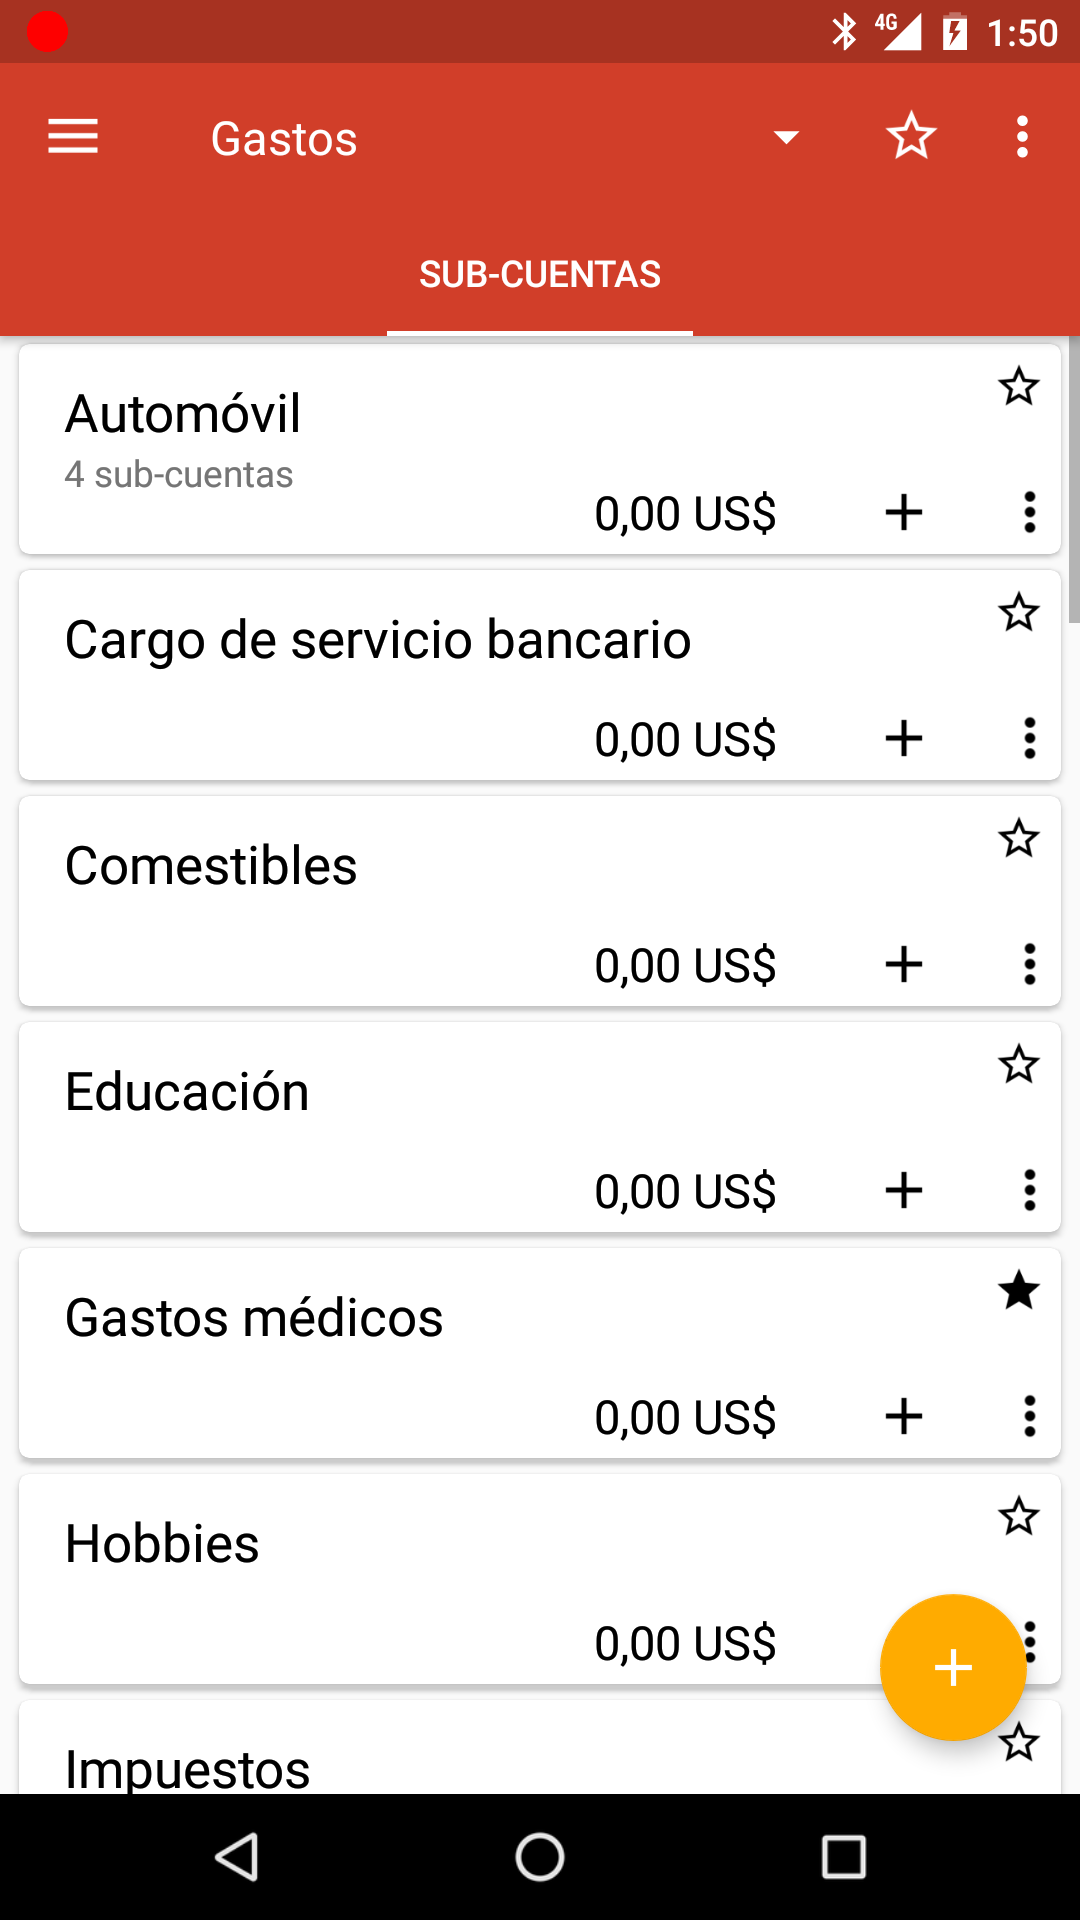 4G 1:50
Gastos
SUB-CUENTAS
Automóvil
4 sub-cuentas
0,00 US$
Cargo de servicio bancario
0,00 US$
Comestibles
0,00 US$
Educación
0,00 US$
Gastos médicos
0,00 US$
Hobbies
0,00 US$
Impuestos